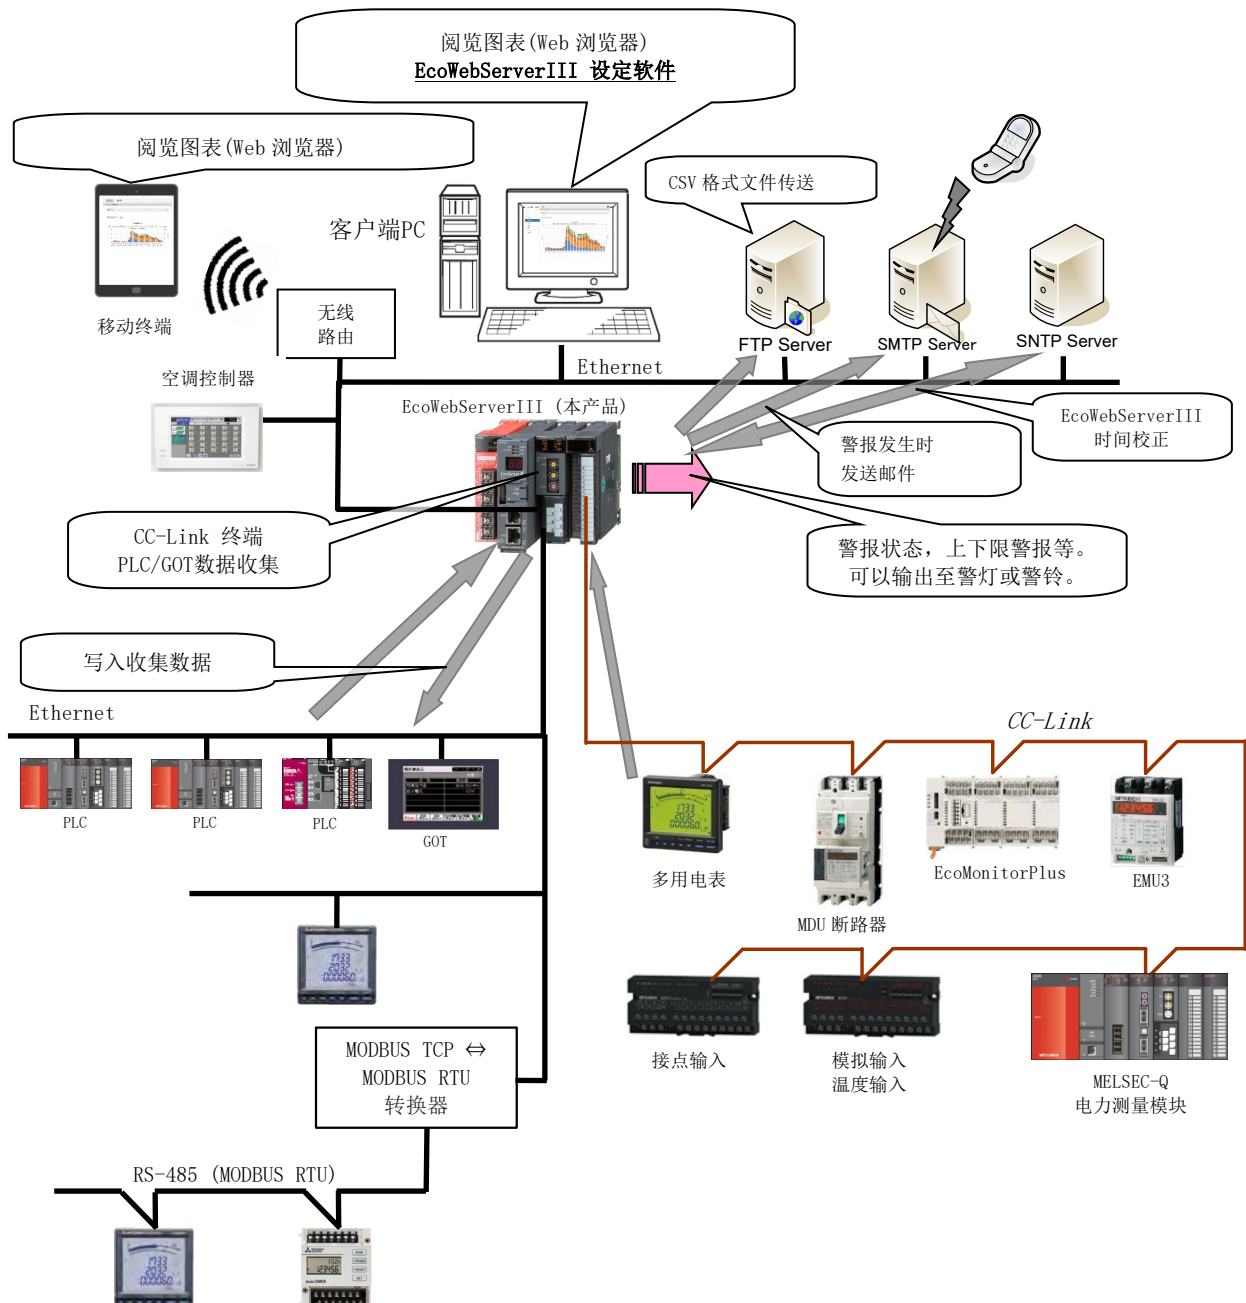 阅览图表(Web 浏览器)
EcoWebServerIII 设定软件
阅览图表(Web 浏览器)
CSV 格式文件传送
客户端PC
移动终端
无线
路由
FTP Server
SMTP Server
SNTP Server
Ethernet
空调控制器
EcoWebServerIII (本产品)
EcoWebServerIII
时间校正
警报发生时
发送邮件
CC-Link 终端
PLC/GOT数据收集
警报状态，上下限警报等。
可以输出至警灯或警铃。
写入收集数据
Ethernet
CC-Link
PLC
PLC
PLC
GOT
多用电表
MDU 断路器
EcoMonitorPlus
EMU3
接点输入
模拟输入
温度输入
MELSEC-Q
电力测量模块
MODBUS TCP ⇔
MODBUS RTU
转换器
RS-485 (MODBUS RTU)